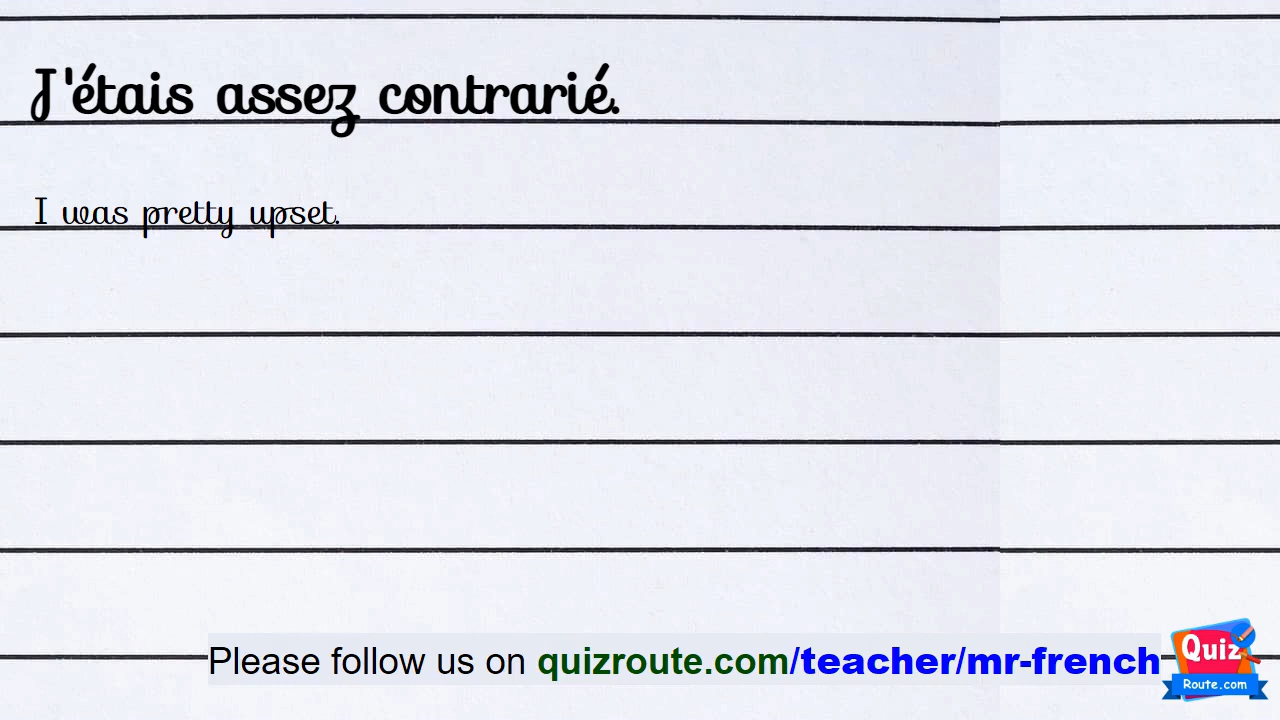 J'étais assez contrarié.
I was pretty upset.
Please follow us on quizroute.com/teacher/mr-french
Quiz
Route.com